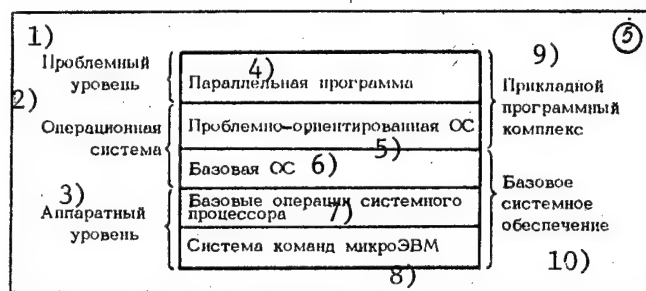 1)
Проблемный
уровень
2)
Операционная
система
3)
Аппаратный
уровень
4)
Параллельная программа
Проблемно-ориентированная ОС
5)
Базовая ОС 6)
Базовые операции системного
процессора 7)
Система команд микроЭВМ
8)
5
9)
Прикладной
программный
комплекс
Базовое
системное
обеспечение
10)